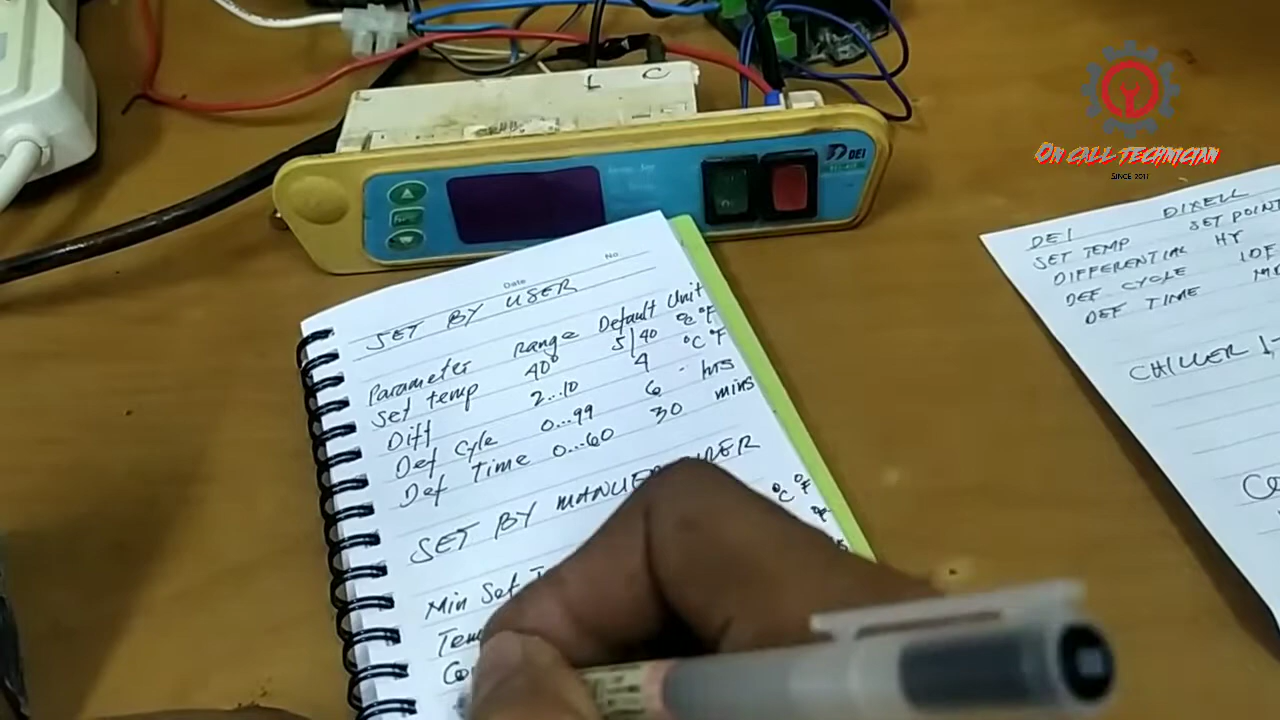 L C
DEI
ON CALL TECHNICIAN
SINCE 2017
Date No
SET BY USER
Parameter Range Default Unit
Set temp 40° 5/40 °C °F
Diff 2...10 4 °C °F
Def Cycle 0...99 6 - hrs
Def Time 0...60 30 mins
SET BY
°C °F
Min Set
°F
DEI DIXELL
SET TEMP SET POINT
DIFFERENTIAL HY
DEF CYCLE IDF
DEF TIME
CHILLER